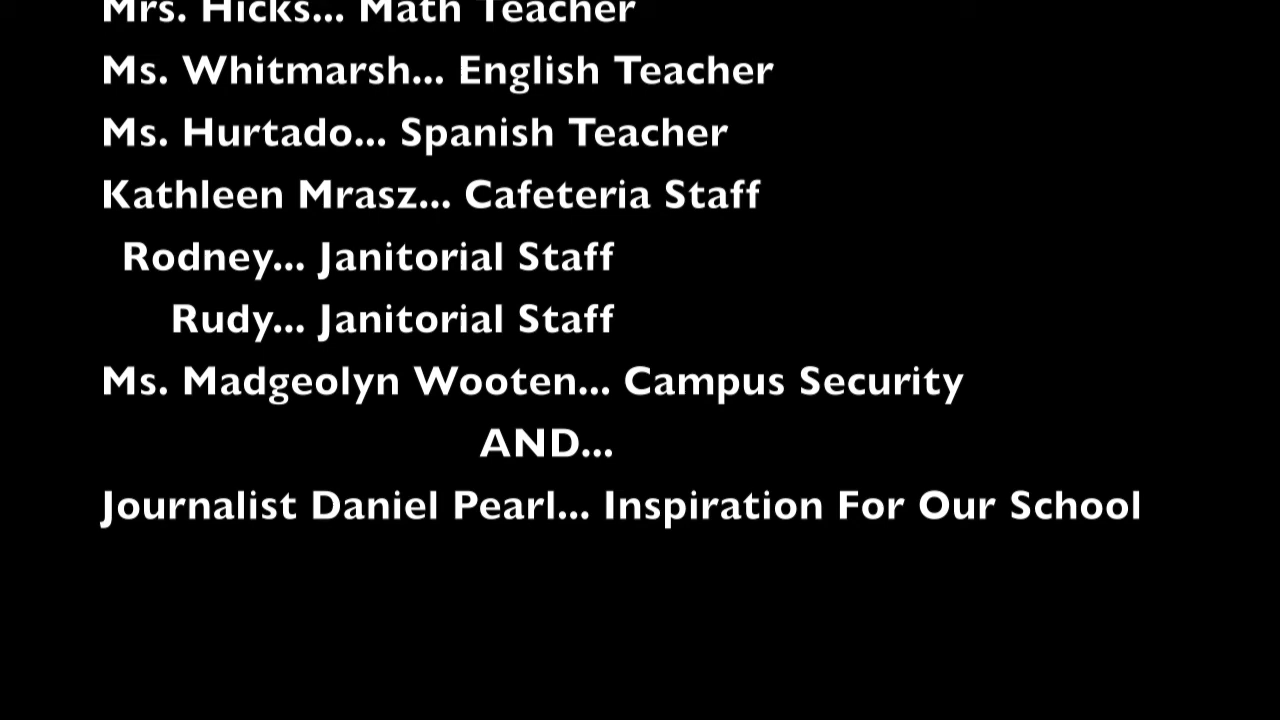 Mrs. Hicks... Math Teacher
Ms. Whitmarsh... English Teacher
Ms. Hurtado... Spanish Teacher
Kathleen Mrasz... Cafeteria Staff
Rodney... Janitorial Staff
Rudy... Janitorial Staff
Ms. Madgeolyn Wooten... Campus Security
AND...
Journalist Daniel Pearl... Inspiration For Our School